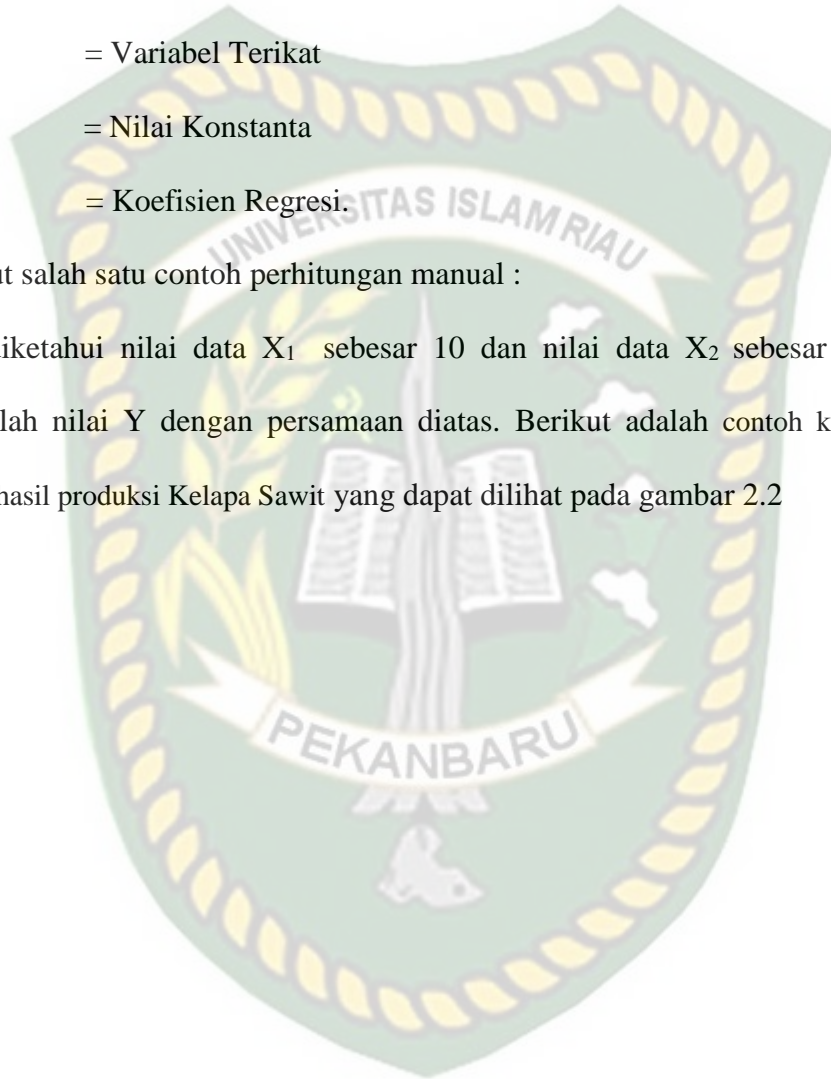 = Variabel Terikat
= Nilai Konstanta
= Koefisien Regresi.
UNIVERSITAS ISLAM RIAU
ut salah satu contoh perhitungan manual :
diketahui nilai data X₁ sebesar 10 dan nilai data X₂ sebesar
lah nilai Y dengan persamaan diatas. Berikut adalah contoh k
hasil produksi Kelapa Sawit yang dapat dilihat pada gambar 2.2
PEKANBARU